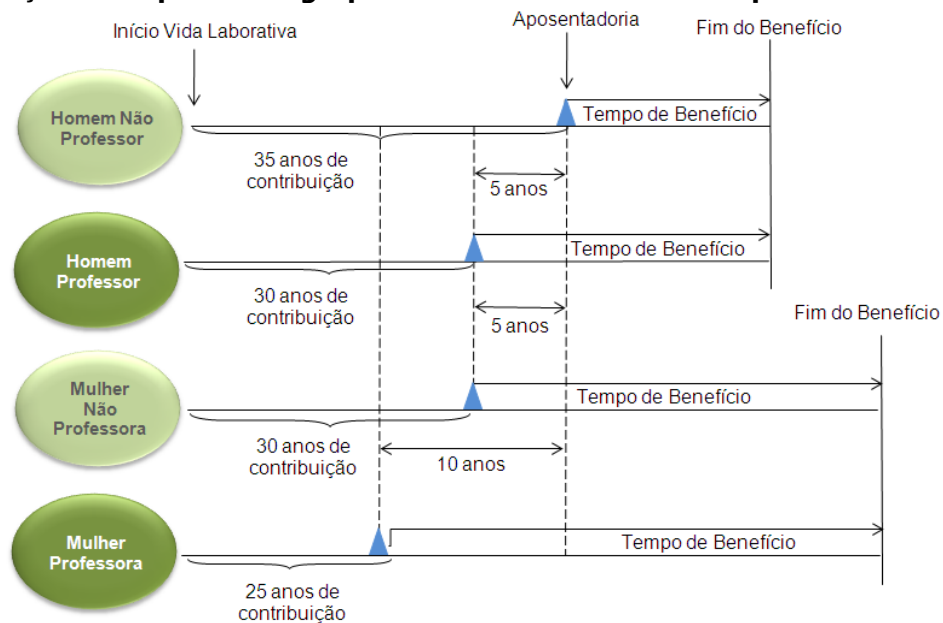 Início Vida Laborativa
Aposentadoria
Fim do Benefício
Homem Não
Professor
Tempo de Benefício
35 anos de
contribuição
5 anos
Homem
Professor
Tempo de Benefício
30 anos de
contribuição
5 anos
Fim do Benefício
Mulher
Não
Professora
Tempo de Benefício
30 anos de
contribuição
10 anos
Mulher
Professora
Tempo de Benefício
25 anos de
contribuição